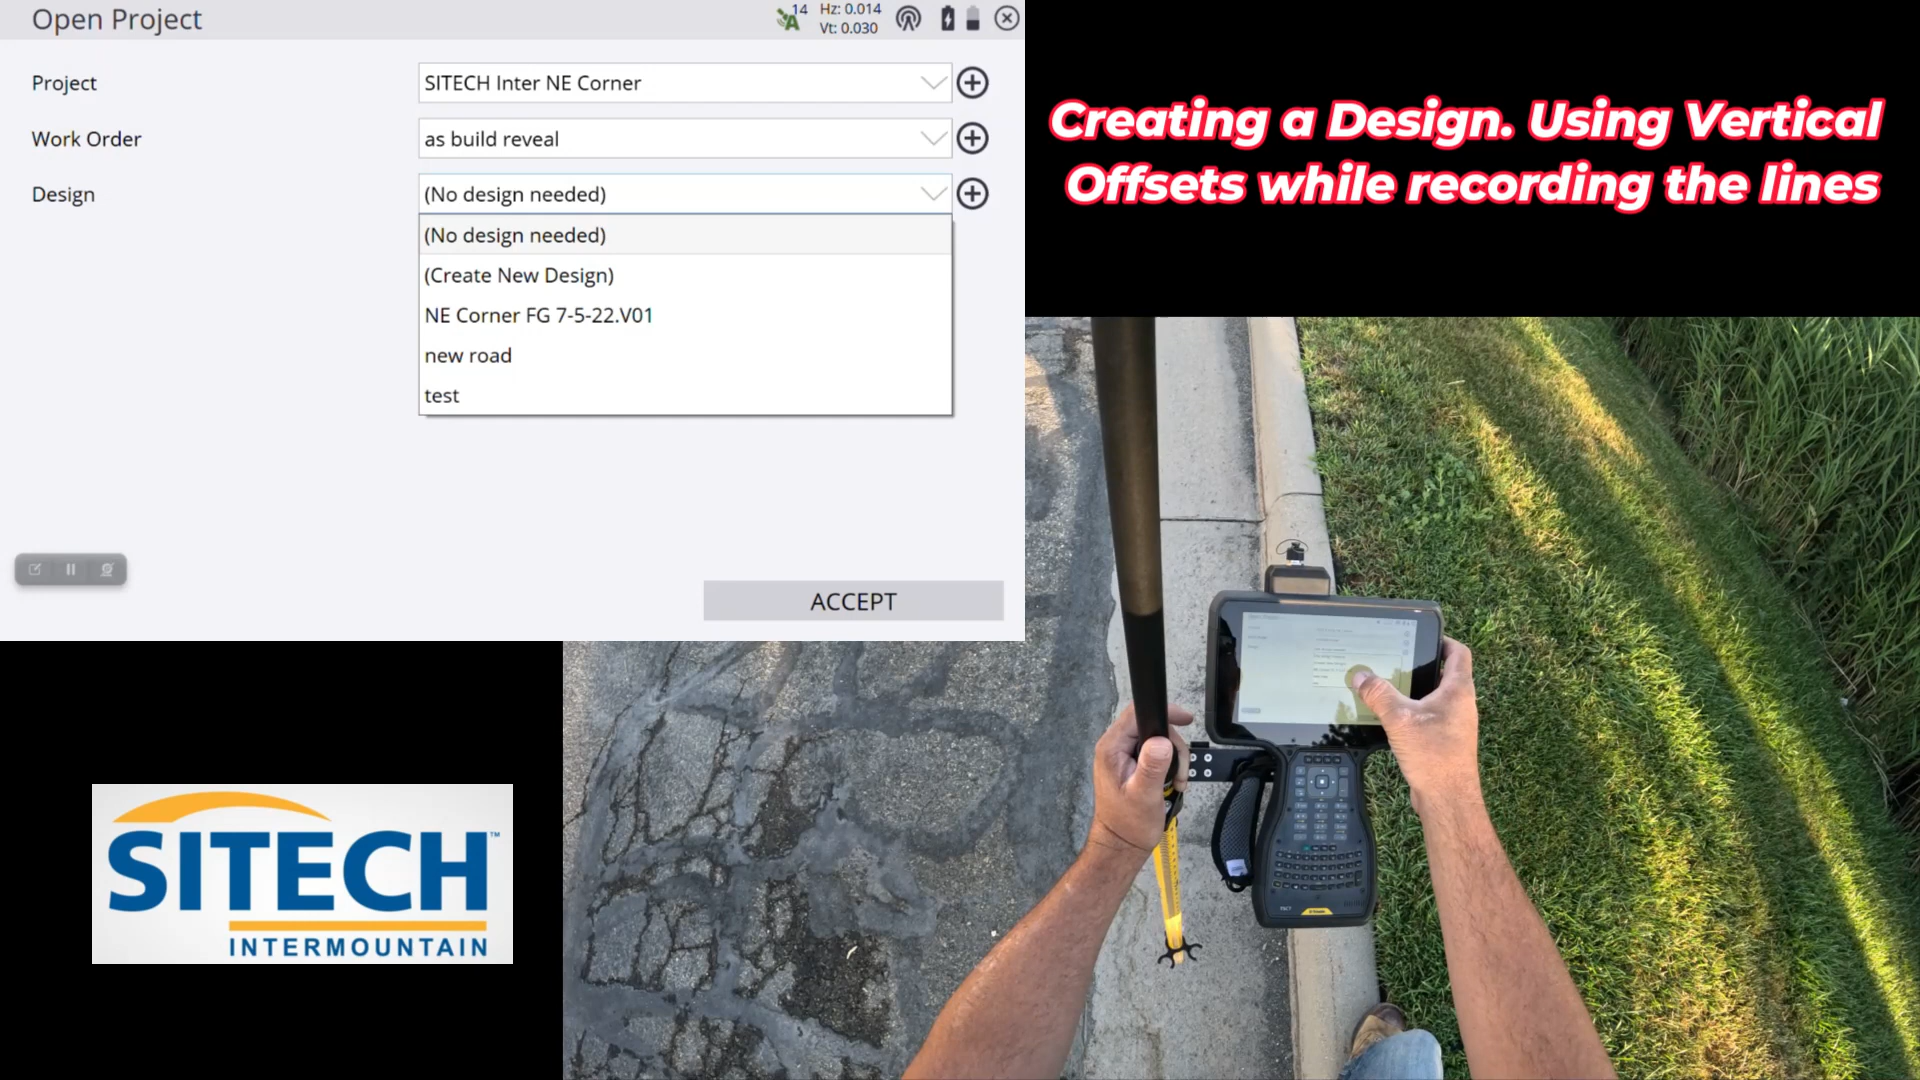 Open Project
14
Hz: 0.014
Vt: 0.030
Project
SITECH Inter NE Corner
Work Order
as build reveal
Design
(No design needed)
(No design needed)
(Create New Design)
NE Corner FG 7-5-22.V01
new road
test
ACCEPT
Creating a Design. Using Vertical
Offsets while recording the lines
SITECH™
INTERMOUNTAIN
TSC7